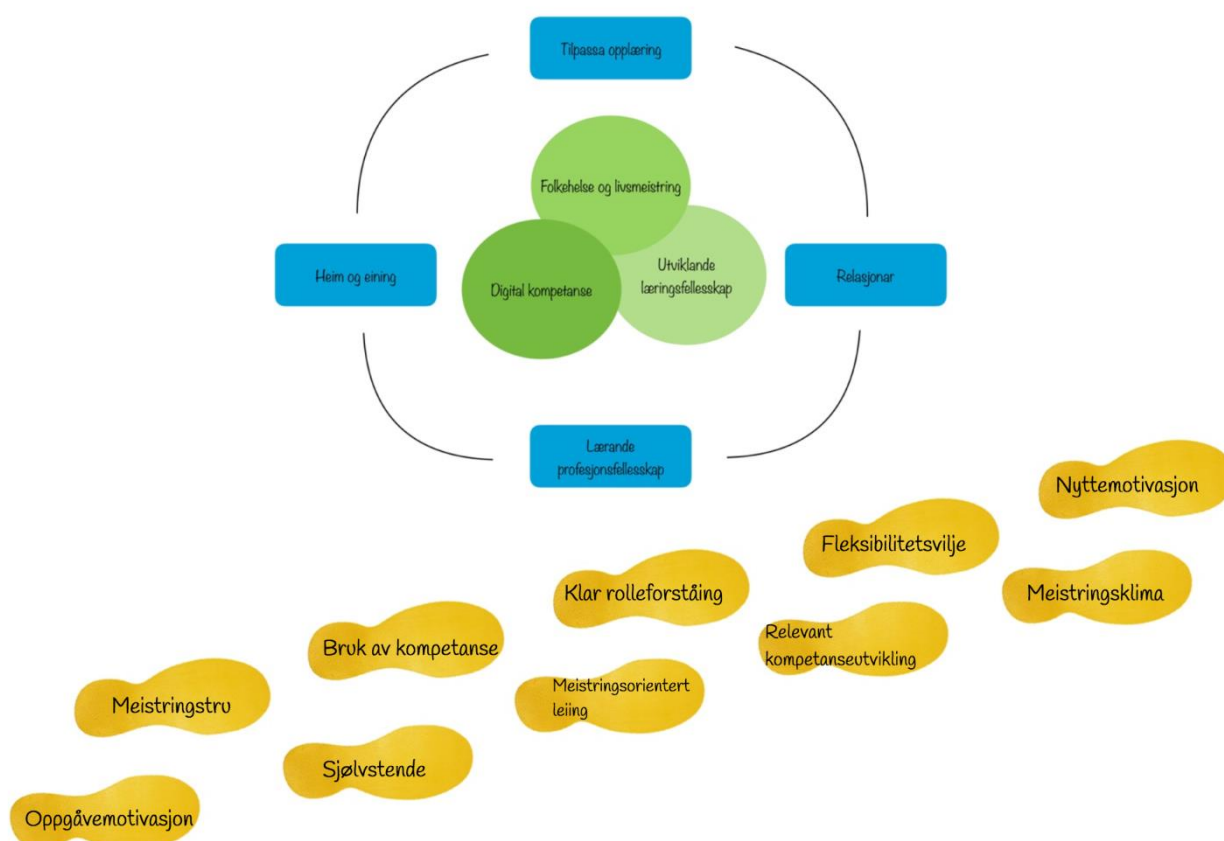 Tilpassa opplæring
Folkehelse og livsmeistring
Heim og eining
Digital kompetanse
Utviklande
læringsfellesskap
Relasjonar
Lærande
profesjonsfellesskap
Nyttemotivasjon
Fleksibilitetsvilje
Klar rolleforståing
Meistringsklima
Bruk av kompetanse
Relevant
kompetanseutvikling
Meistringstru
Meistringsorientert
leiing
Sjølvstende
Oppgåvemotivasjon